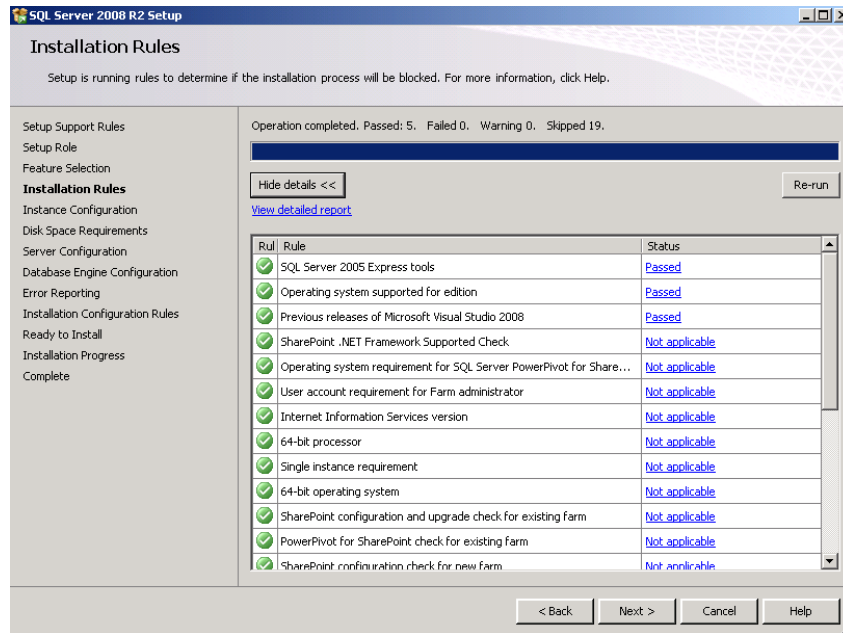 SQL Server 2008 R2 Setup
Installation Rules
Setup is running rules to determine if the installation process will be blocked. For more information, click Help.
Setup Support Rules
Setup Role
Feature Selection
Installation Rules
Instance Configuration
Disk Space Requirements
Server Configuration
Database Engine Configuration
Error Reporting
Installation Configuration Rules
Ready to Install
Installation Progress
Complete
Operation completed. Passed: 5. Failed 0. Warning 0. Skipped 19.
Hide details <<
Re-run
View detailed report
Rul Rule Status
SQL Server 2005 Express tools Passed
Operating system supported for edition Passed
Previous releases of Microsoft Visual Studio 2008 Passed
SharePoint .NET Framework Supported Check Not applicable
Operating system requirement for SQL Server PowerPivot for Share... Not applicable
User account requirement for Farm administrator Not applicable
Internet Information Services version Not applicable
64-bit processor Not applicable
Single instance requirement Not applicable
64-bit operating system Not applicable
SharePoint configuration and upgrade check for existing farm Not applicable
PowerPivot for SharePoint check for existing farm Not applicable
SharePoint configuration check for new farm Not applicable
< Back Next > Cancel Help